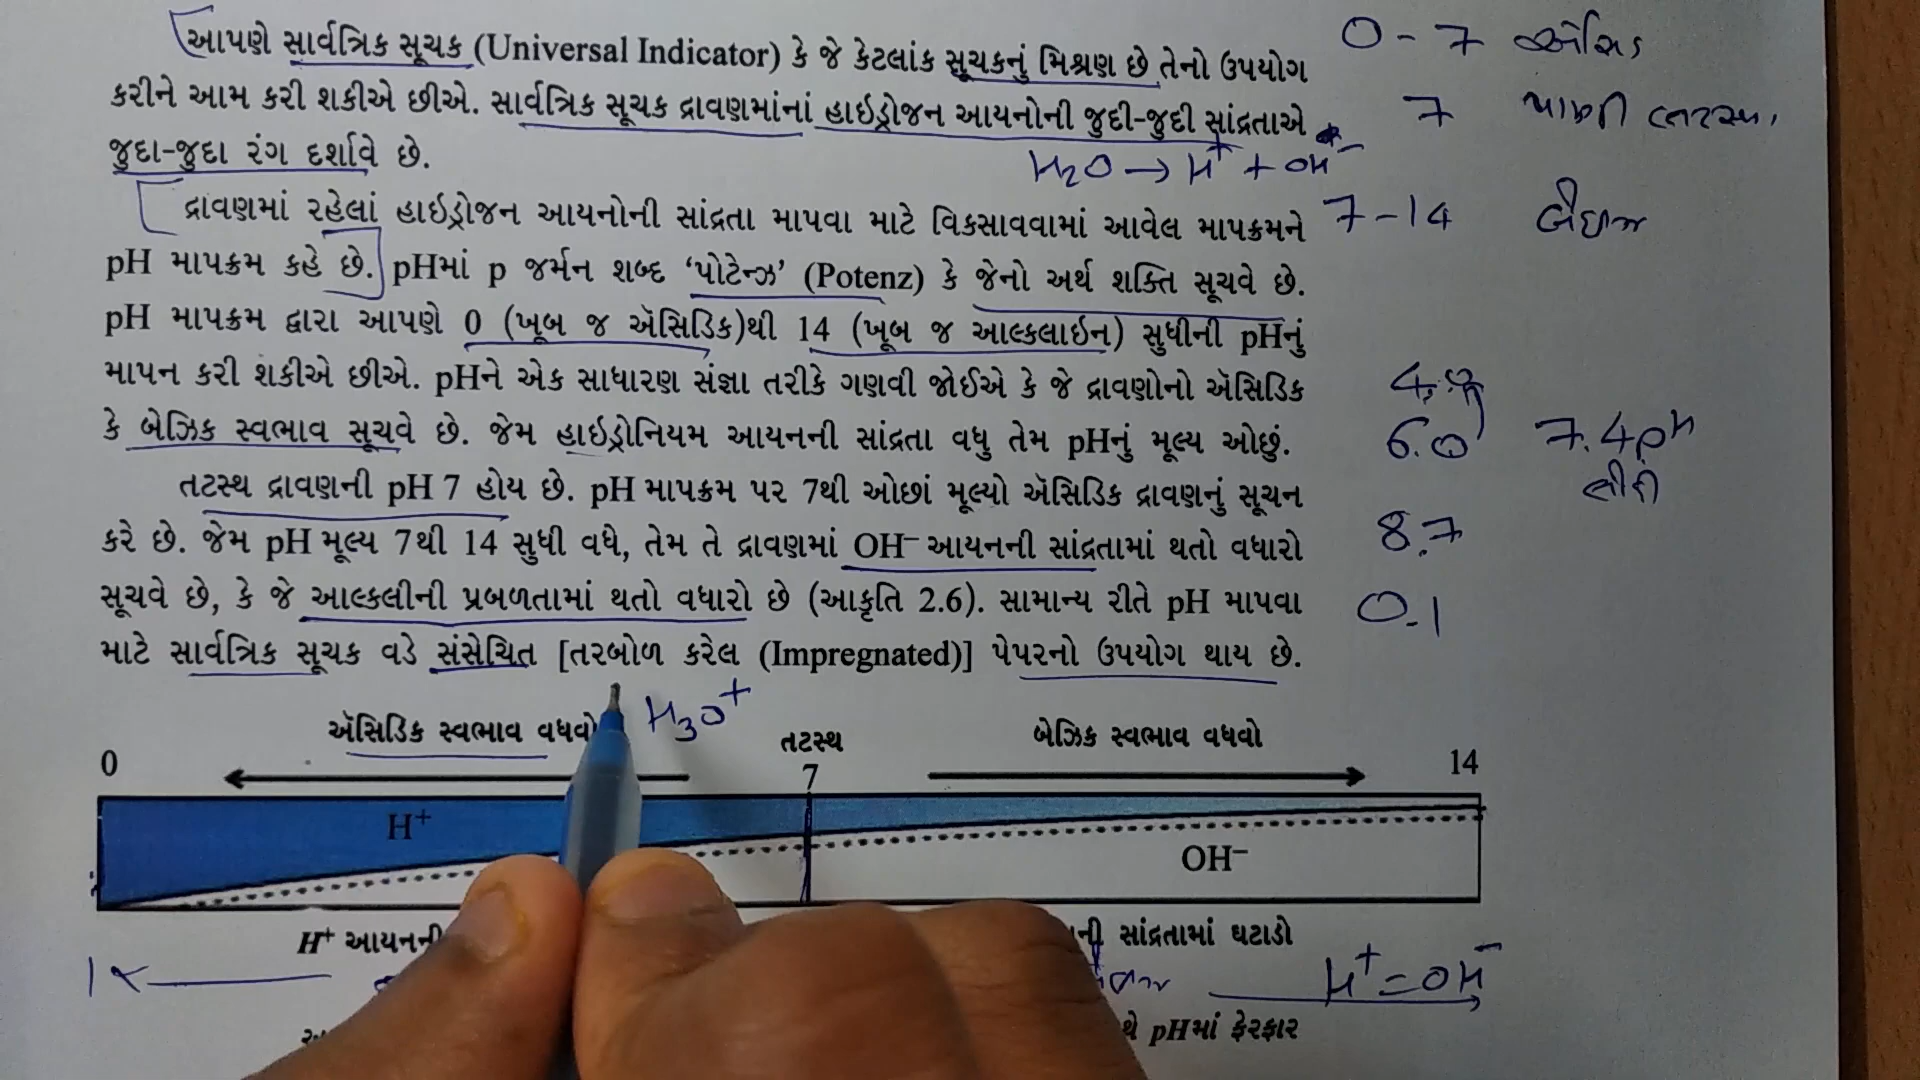 આપણે સાર્વત્રિક સૂચક (Universal Indicator) કે જે કેટલાંક સૂચકનું મિશ્રણ છે તેનો ઉપયોગ
કરીને આમ કરી શકીએ છીએ. સાર્વત્રિક સૂચક દ્રાવણમાંનાં હાઇડ્રોજન આયનોની જુદી-જુદી સાંદ્રતાએ
જુદા-જુદા રંગ દર્શાવે છે.
H₂O → H⁺ + OH⁻
દ્રાવણમાં રહેલાં હાઇડ્રોજન આયનોની સાંદ્રતા માપવા માટે વિકસાવવામાં આવેલ માપક્રમને
pH માપક્રમ કહે છે. pHમાં p જર્મન શબ્દ ‘પોટેન્ઝ’ (Potenz) કે જેનો અર્થ શક્તિ સૂચવે છે.
pH માપક્રમ દ્વારા આપણે 0 (ખૂબ જ ઍસિડિક)થી 14 (ખૂબ જ આલ્કલાઇન) સુધીની pHનું
માપન કરી શકીએ છીએ. pHને એક સાધારણ સંજ્ઞા તરીકે ગણવી જોઈએ કે જે દ્રાવણોનો ઍસિડિક
કે બેઝિક સ્વભાવ સૂચવે છે. જેમ હાઇડ્રોનિયમ આયનની સાંદ્રતા વધુ તેમ pHનું મૂલ્ય ઓછું.
તટસ્થ દ્રાવણની pH 7 હોય છે. pH માપક્રમ પર 7થી ઓછાં મૂલ્યો ઍસિડિક દ્રાવણનું સૂચન
કરે છે. જેમ pH મૂલ્ય 7થી 14 સુધી વધે, તેમ તે દ્રાવણમાં OH⁻ આયનની સાંદ્રતામાં થતો વધારો
સૂચવે છે, કે જે આલ્કલીની પ્રબળતામાં થતો વધારો છે (આકૃતિ 2.6). સામાન્ય રીતે pH માપવા
માટે સાર્વત્રિક સૂચક વડે સંસેચિત [તરબોળ કરેલ (Impregnated)] પેપરનો ઉપયોગ થાય છે.
0 - 7 એસિડ
7 પાણી તટસ્થ
7 - 14 બેઇઝ
6.0
7.4 pH
8.7
0.1
ઍસિડિક સ્વભાવ વધવો
H₃O⁺
તટસ્થ
બેઝિક સ્વભાવ વધવો
0
7
14
H⁺
OH⁻
H⁺ આયનની
ની સાંદ્રતામાં ઘટાડો
H⁺ = OH⁻
થે pHમાં ફેરફાર